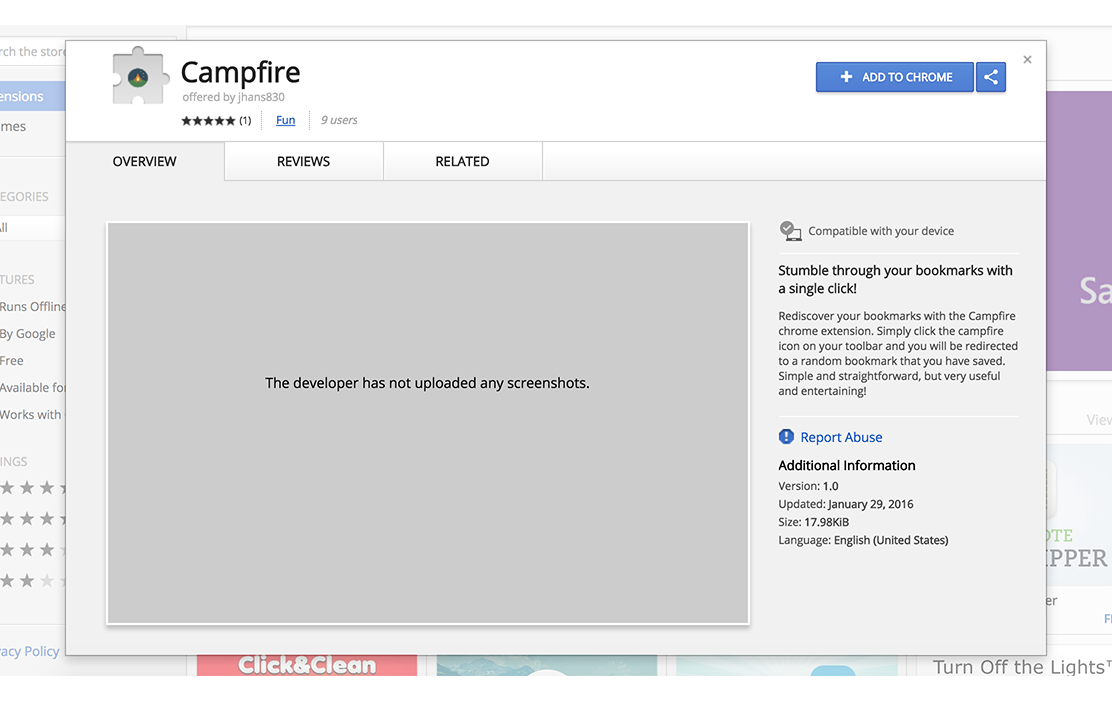 Campfire
offered by jhans830
(1)
Fun
9 users
ADD TO CHROME
OVERVIEW
REVIEWS
RELATED
The developer has not uploaded any screenshots.
Compatible with your device
Stumble through your bookmarks with
a single click!
Rediscover your bookmarks with the Campfire
chrome extension. Simply click the campfire
icon on your toolbar and you will be redirected
to a random bookmark that you have saved.
Simple and straightforward, but very useful
and entertaining!
Report Abuse
Additional Information
Version: 1.0
Updated: January 29, 2016
Size: 17.98KiB
Language: English (United States)
rch the store
ensions
mes
EGORIES
ll
TURES
Runs Offline
By Google
Free
Available for
Works with
INGS
acy Policy
Sa
View
OTE
IPPER
er
Click&Clean
Turn Off the Lights™